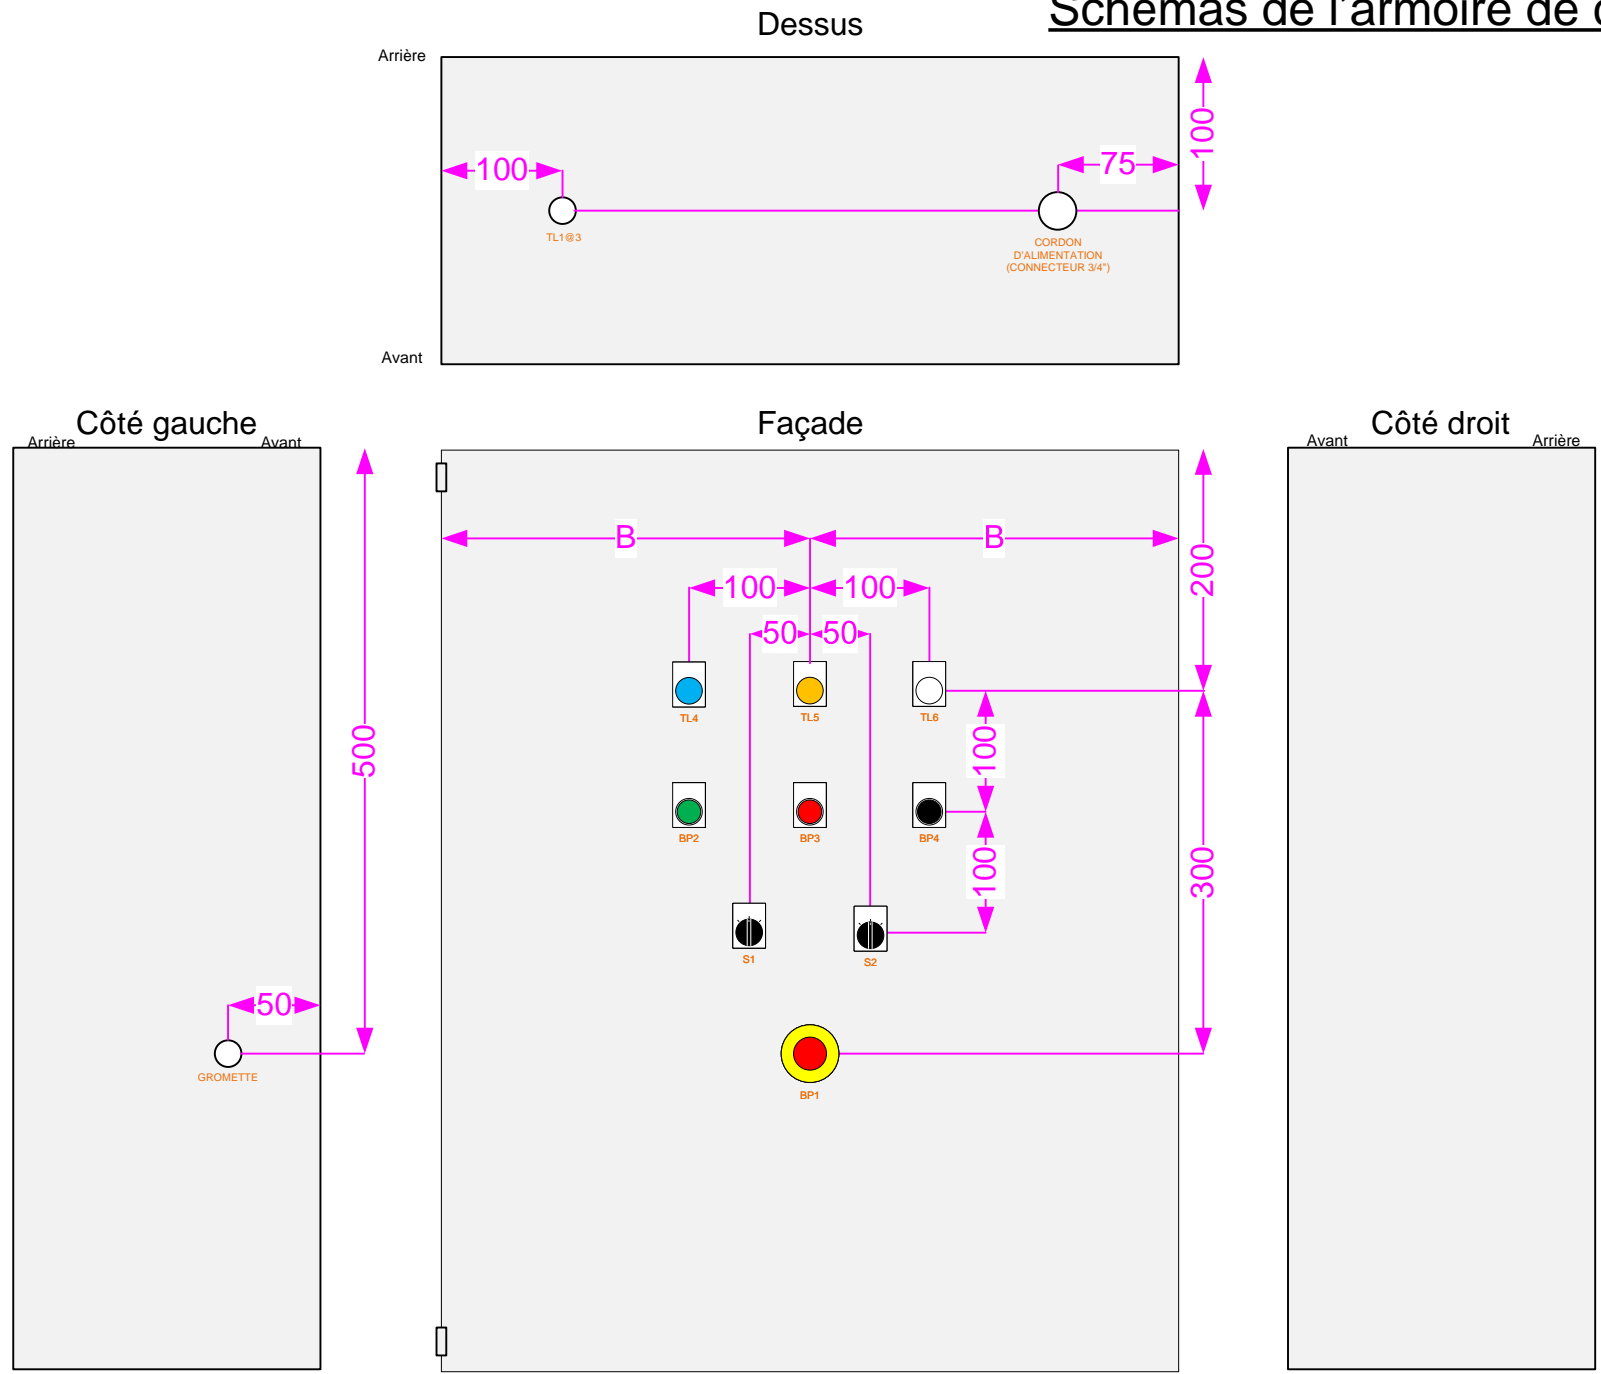 Schémas de l'armoire de
Dessus
Arrière
100
75
100
TL1@3
CORDON
D'ALIMENTATION
(CONNECTEUR 3/4")
Avant
Côté gauche
Façade
Côté droit
Arrière
Avant
Avant
Arrière
B
B
200
100
100
50
50
500
TL4
TL5
TL6
100
BP2
BP3
BP4
100
300
S1
S2
50
GROMETTE
BP1